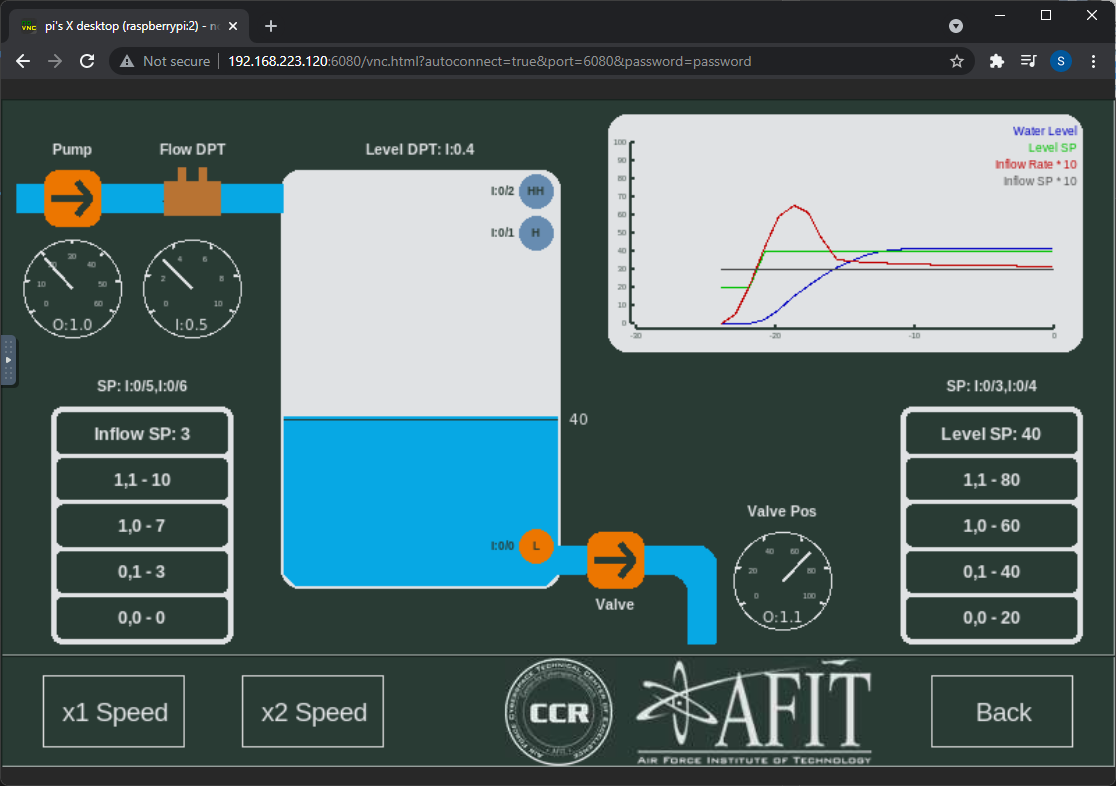 pi's X desktop (raspberrypi:2) - no
Not secure
192.168.223.120:6080/vnc.html?autoconnect=true&port=6080&password=password
S
Pump
Flow DPT
Level DPT: I:0.4
I:0/2 HH
I:0/1 H
0 10 20 30 40 50 60
O:1.0
0 2 4 6 8 10
I:0.5
Water Level
Level SP
Inflow Rate * 10
Inflow SP * 10
100
90
80
70
60
50
40
30
20
10
0
-30 -20 -10 0
SP: I:0/5,I:0/6
Inflow SP: 3
1,1 - 10
1,0 - 7
0,1 - 3
0,0 - 0
40
I:0/0 L
Valve
Valve Pos
0 20 40 60 80 100
O:1.1
SP: I:0/3,I:0/4
Level SP: 40
1,1 - 80
1,0 - 60
0,1 - 40
0,0 - 20
x1 Speed
x2 Speed
CCR
AFIT
AIR FORCE INSTITUTE OF TECHNOLOGY
Back